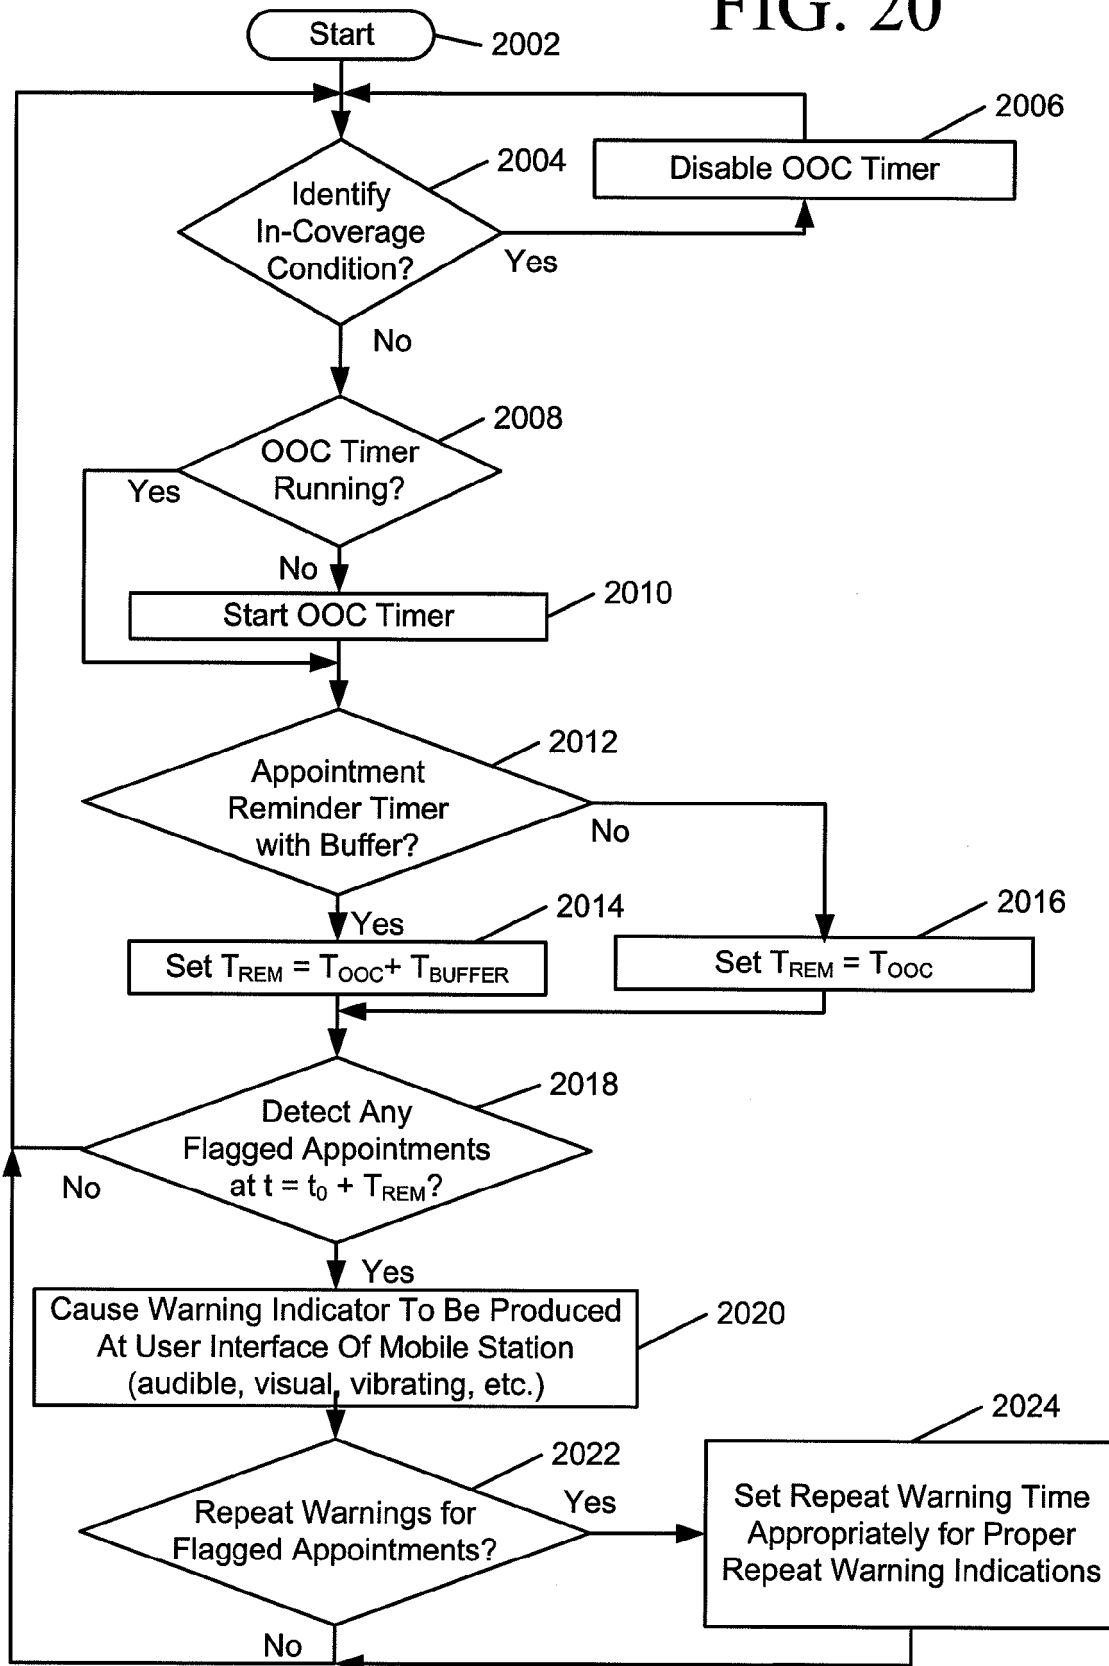 FIG. 20
Start
2002
2006
Disable OOC Timer
2004
Identify
In-Coverage
Condition?
Yes
No
2008
OOC Timer
Running?
Yes
No
2010
Start OOC Timer
2012
Appointment
Reminder Timer
with Buffer?
No
Yes
2014
Set TREM = TOOC+ TBUFFER
2016
Set TREM = TOOC
2018
Detect Any
Flagged Appointments
at t = t0 + TREM?
No
Yes
Cause Warning Indicator To Be Produced
At User Interface Of Mobile Station
(audible, visual, vibrating, etc.)
2020
2022
Repeat Warnings for
Flagged Appointments?
Yes
2024
Set Repeat Warning Time
Appropriately for Proper
Repeat Warning Indications
No